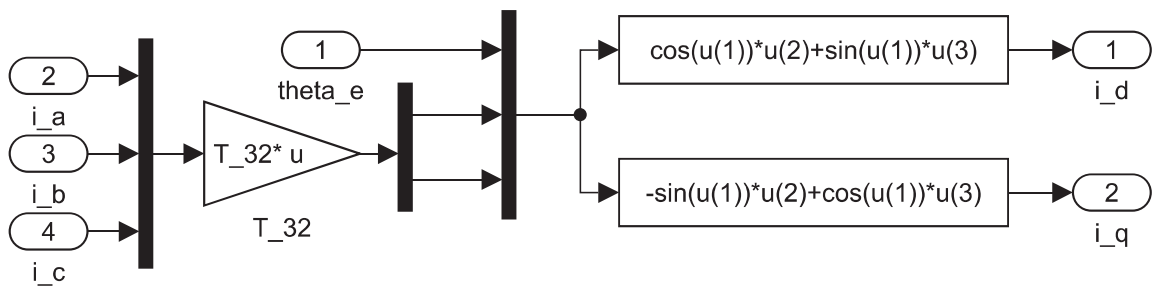 2
i_a
3
i_b
4
i_c
T_32* u
T_32
1
theta_e
cos(u(1))*u(2)+sin(u(1))*u(3)
1
i_d
-sin(u(1))*u(2)+cos(u(1))*u(3)
2
i_q